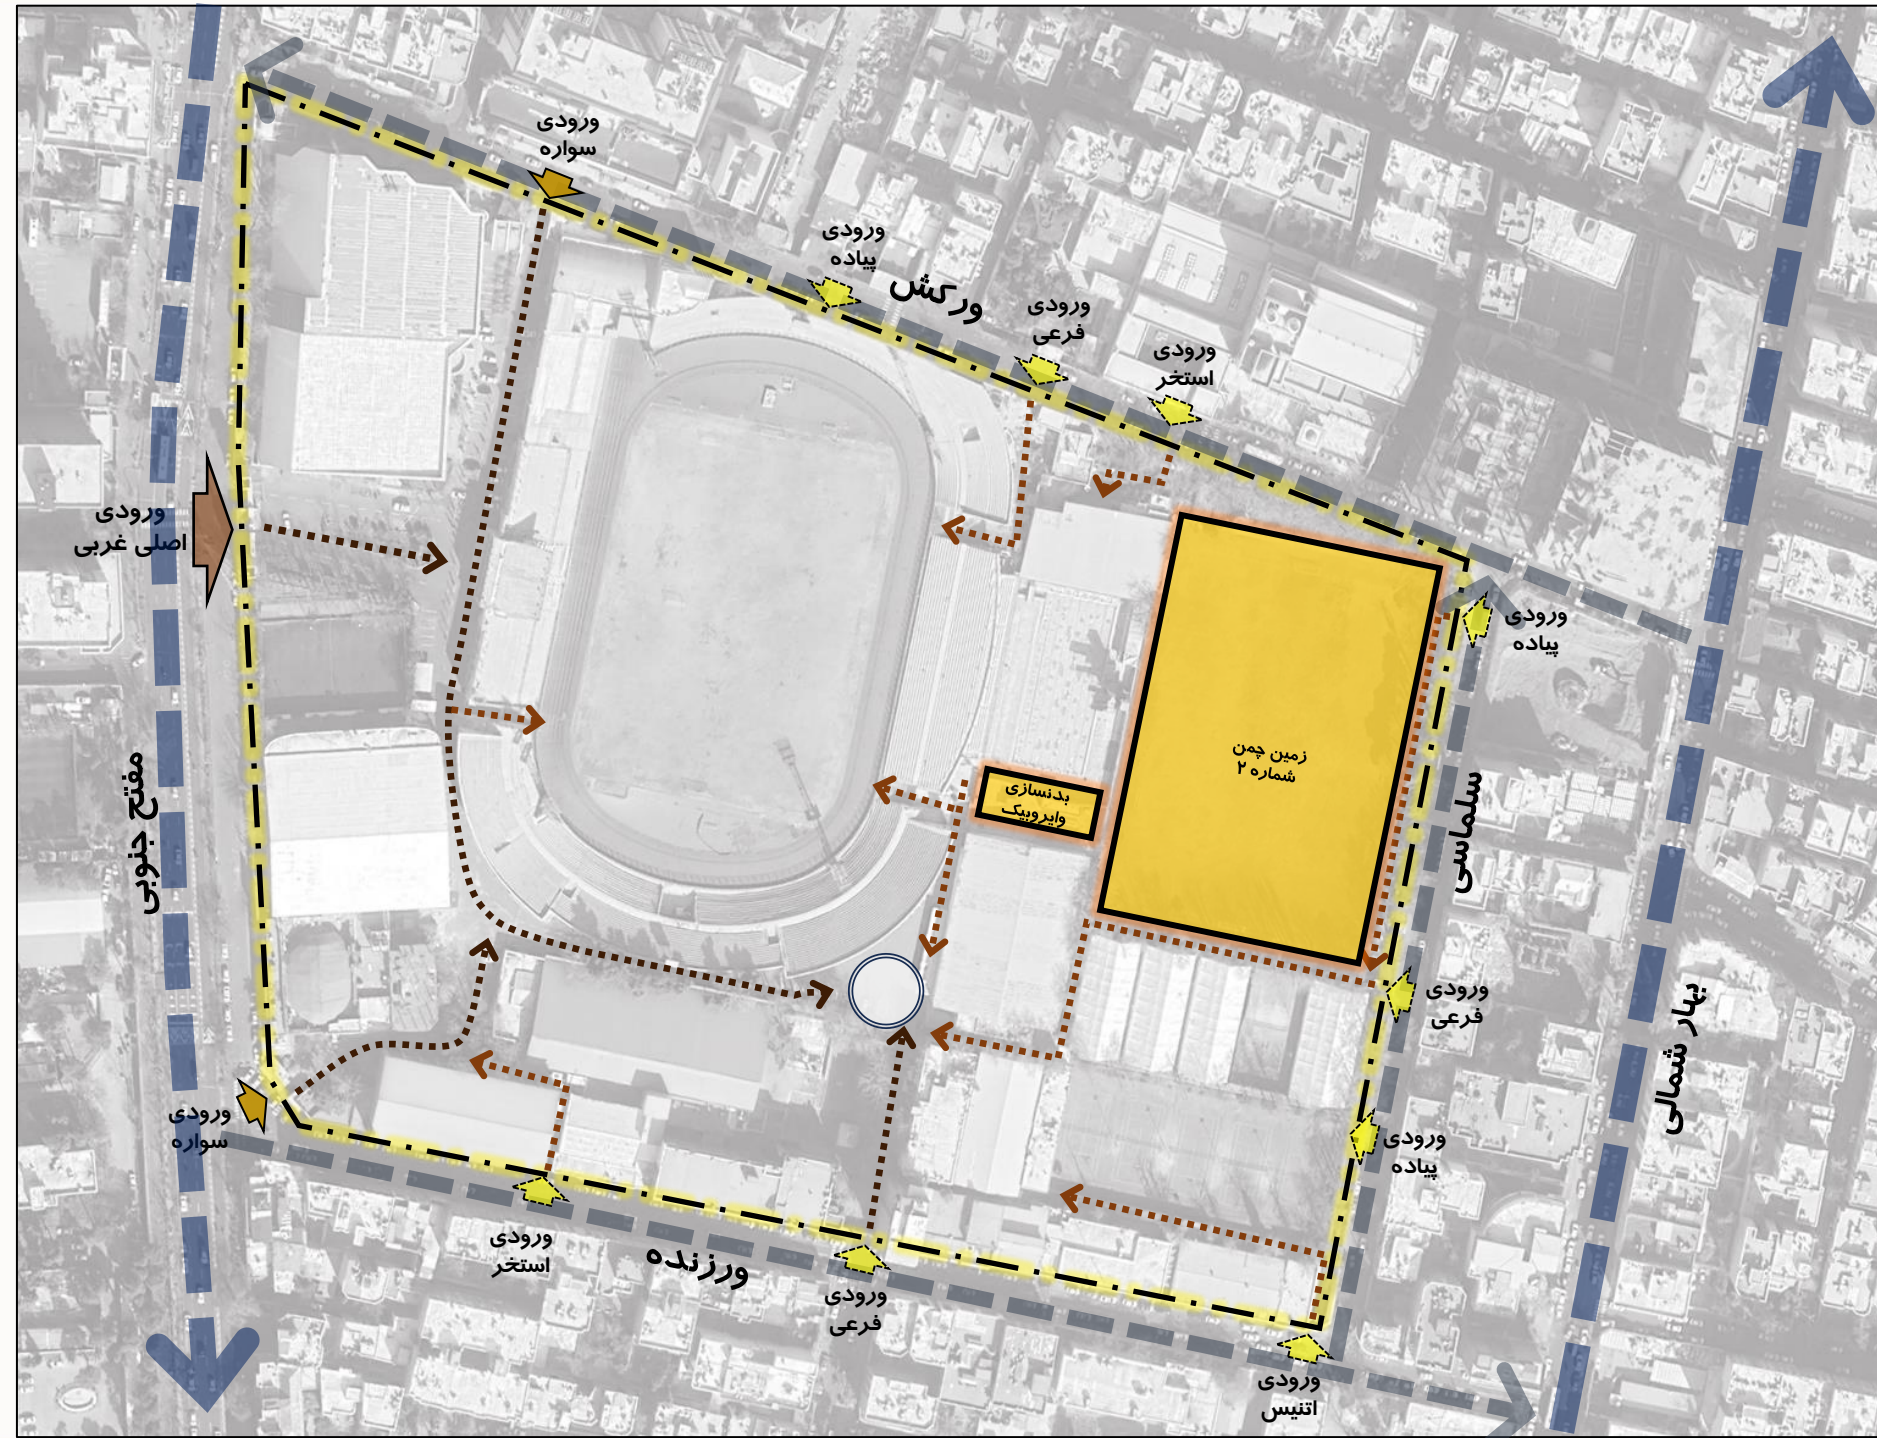 ورودی
سواره
ورودی
پیاده
ورکش
ورودی
فرعی
ورودی
استخر
ورودی
اصلی غربی
ورودی
پیاده
زمین چمن
شماره ۲
بدنسازی
وایروبیک
سلماسی
مفتح جنوبی
ورودی
فرعی
بهار شمالی
ورودی
سواره
ورودی
پیاده
ورودی
استخر
ورزنده
ورودی
فرعی
ورودی
اتنیس